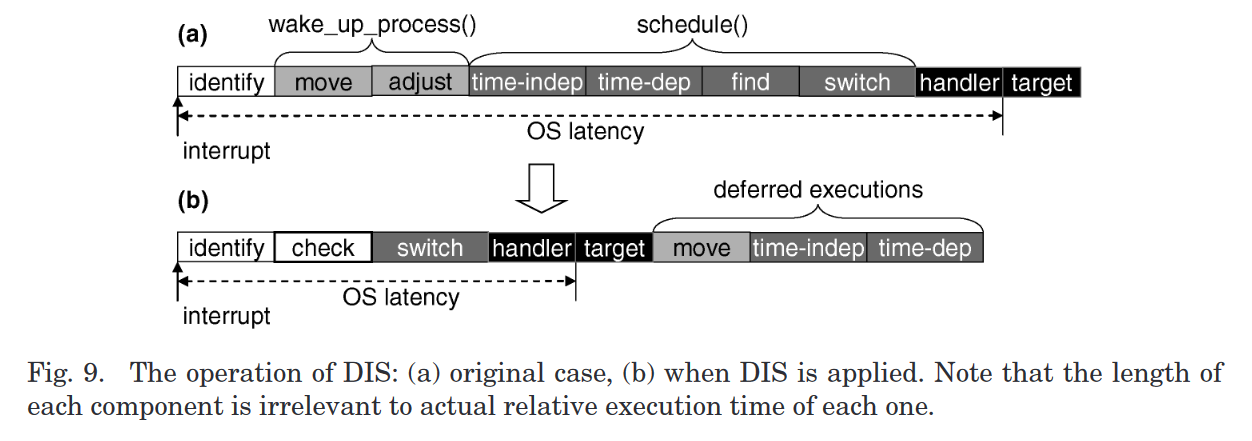 (a) wake_up_process() schedule()
identify move adjust time-indep time-dep find switch handler target
OS latency
interrupt
(b) deferred executions
identify check switch handler target move time-indep time-dep
OS latency
interrupt
Fig. 9. The operation of DIS: (a) original case, (b) when DIS is applied. Note that the length of
each component is irrelevant to actual relative execution time of each one.